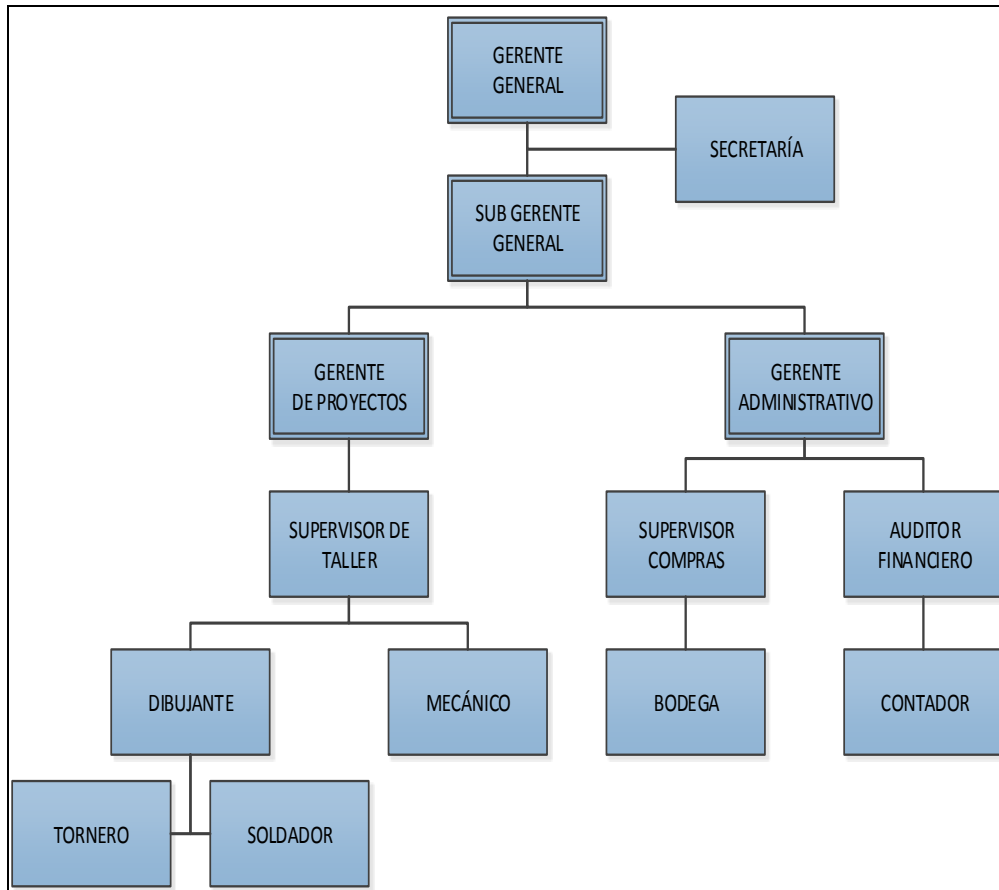 GERENTE
GENERAL
SECRETARÍA
SUB GERENTE
GENERAL
GERENTE
DE PROYECTOS
GERENTE
ADMINISTRATIVO
SUPERVISOR DE
TALLER
SUPERVISOR
COMPRAS
AUDITOR
FINANCIERO
DIBUJANTE
MECÁNICO
BODEGA
CONTADOR
TORNERO
SOLDADOR